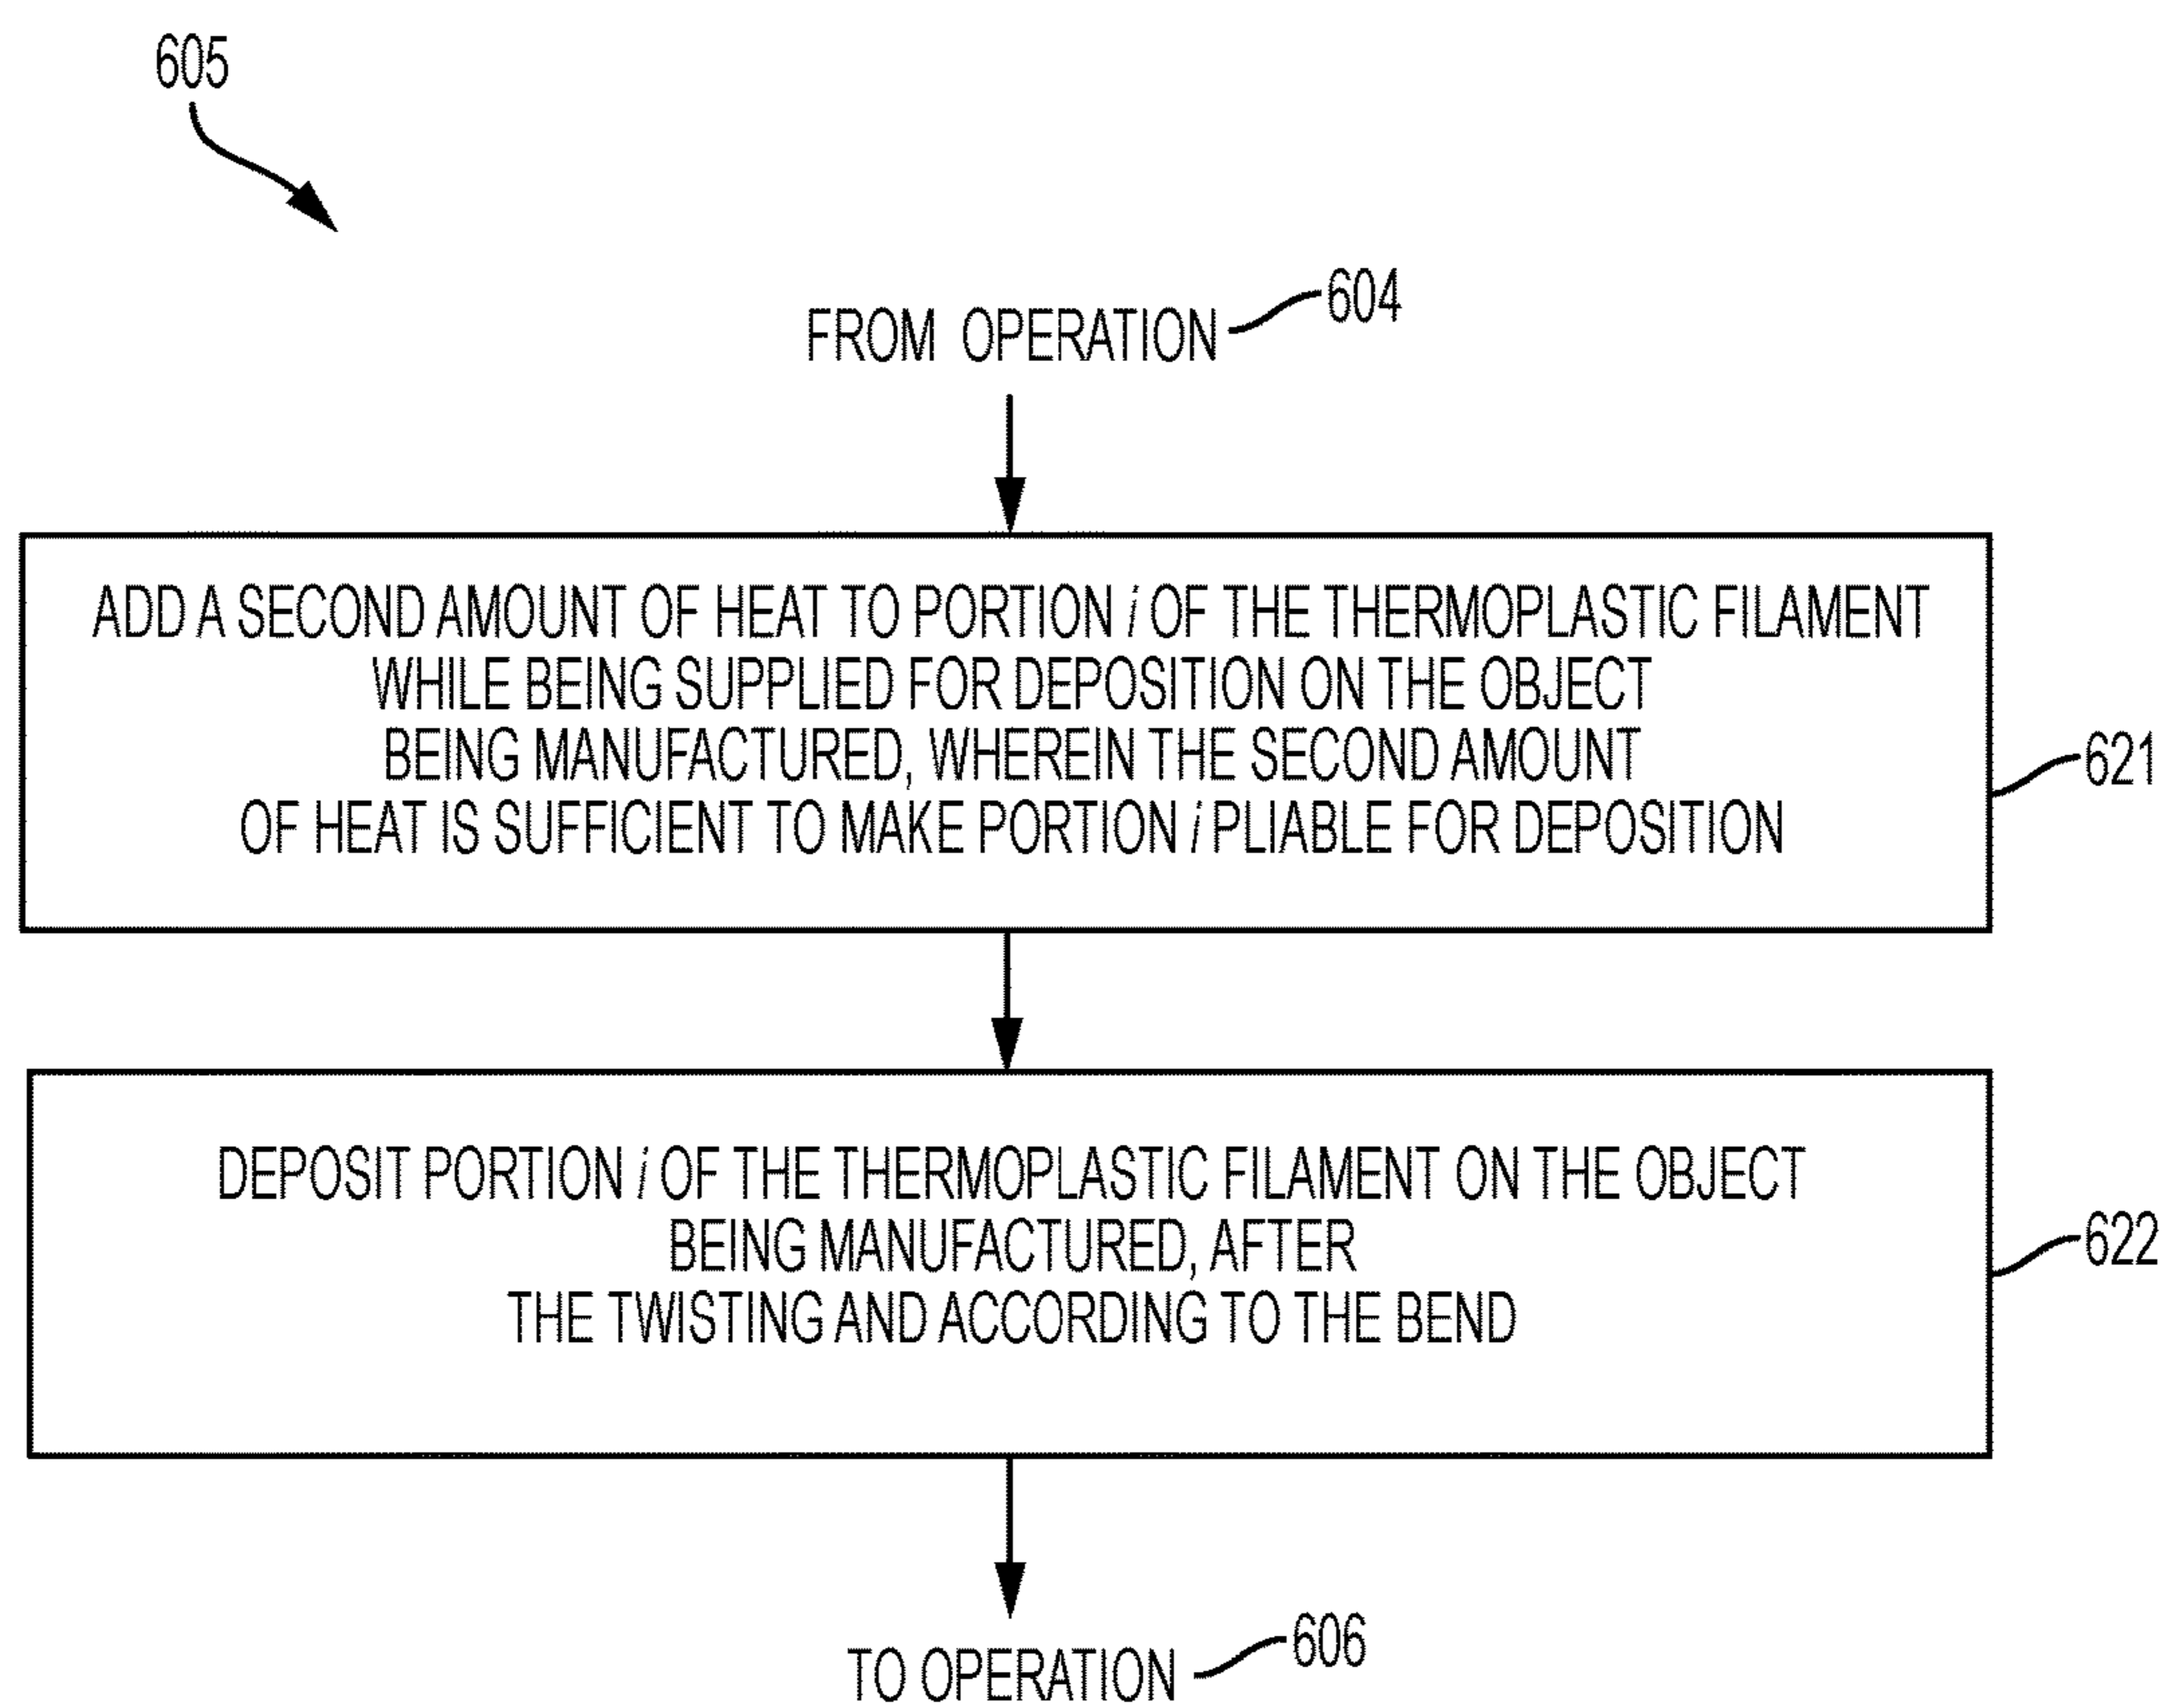 605
FROM OPERATION 604
ADD A SECOND AMOUNT OF HEAT TO PORTION i OF THE THERMOPLASTIC FILAMENT
WHILE BEING SUPPLIED FOR DEPOSITION ON THE OBJECT
BEING MANUFACTURED, WHEREIN THE SECOND AMOUNT
OF HEAT IS SUFFICIENT TO MAKE PORTION i PLIABLE FOR DEPOSITION
621
DEPOSIT PORTION i OF THE THERMOPLASTIC FILAMENT ON THE OBJECT
BEING MANUFACTURED, AFTER
THE TWISTING AND ACCORDING TO THE BEND
622
TO OPERATION 606